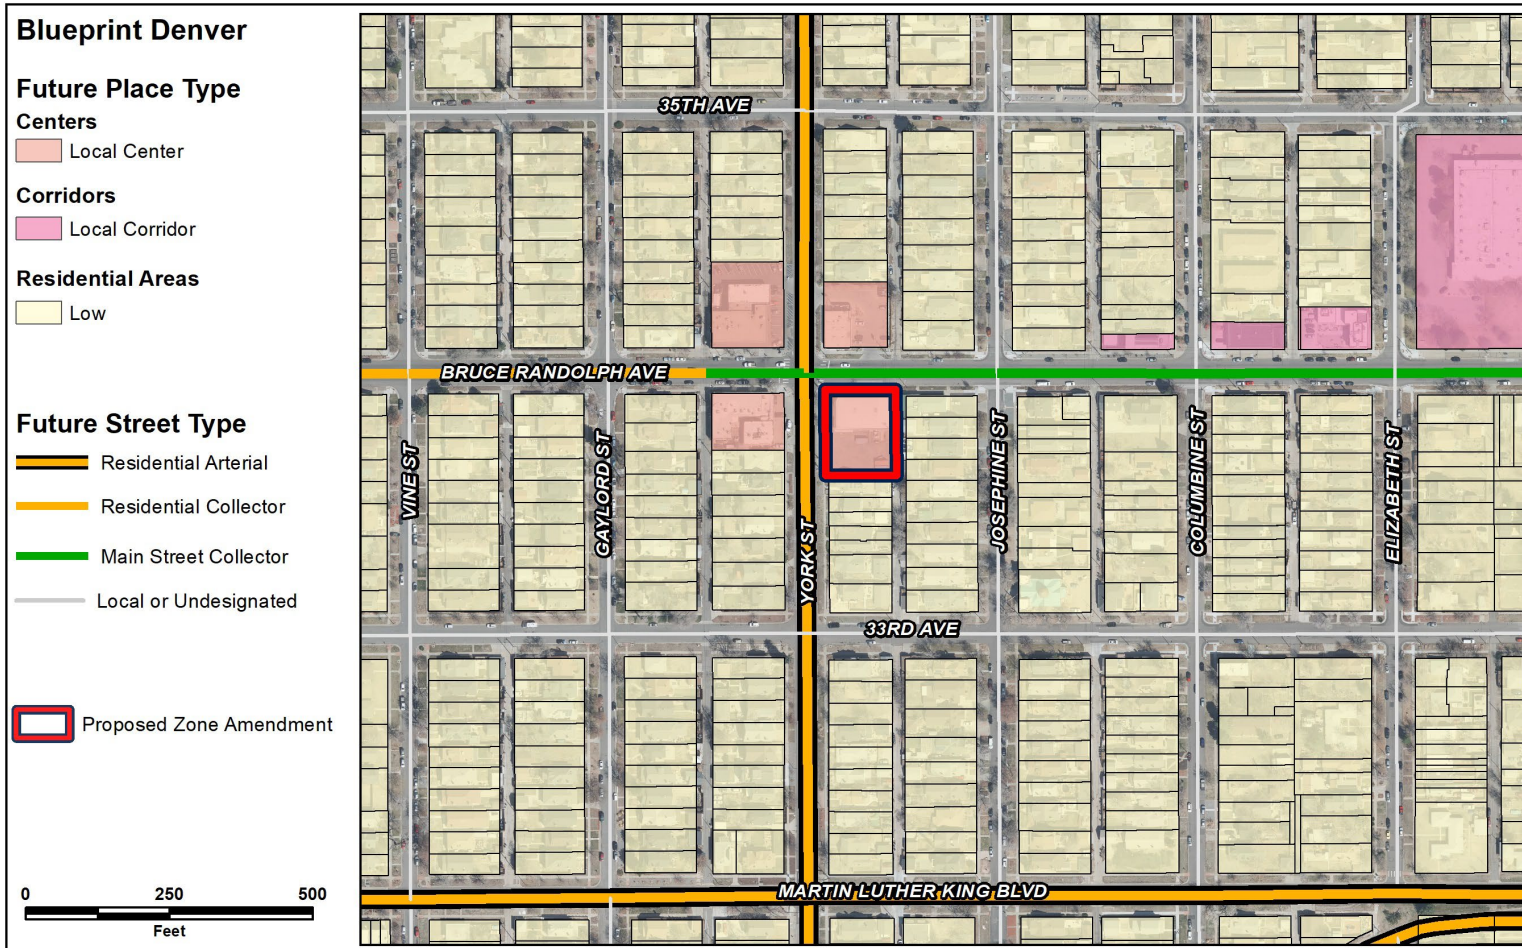 Blueprint Denver
Future Place Type
Centers
Local Center
Corridors
Local Corridor
Residential Areas
Low
Future Street Type
Residential Arterial
Residential Collector
Main Street Collector
Local or Undesignated
Proposed Zone Amendment
0 250 500
Feet
35TH AVE
BRUCE RANDOLPH AVE
VINE ST
GAYLORD ST
YORK ST
JOSEPHINE ST
COLUMBINE ST
ELIZABETH ST
33RD AVE
MARTIN LUTHER KING BLVD